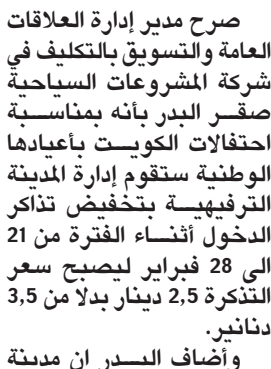 صرح مدير إدارة العلاقات
العامة والتسويق بالتكليف في
شركة المشروعات السياحية
صقر البدر بأنه بمناسبة
احتفالات الكويت بأعيادها
الوطنية ستقوم إدارة المدينة
الترفيهية بتخفيض تذاكر
الدخول أثناء الفترة من 21
الى 28 فبراير ليصبح سعر
التذكرة 2,5 دينار بدلا من 3,5
دنانير.
وأضاف البدر ان مدينة